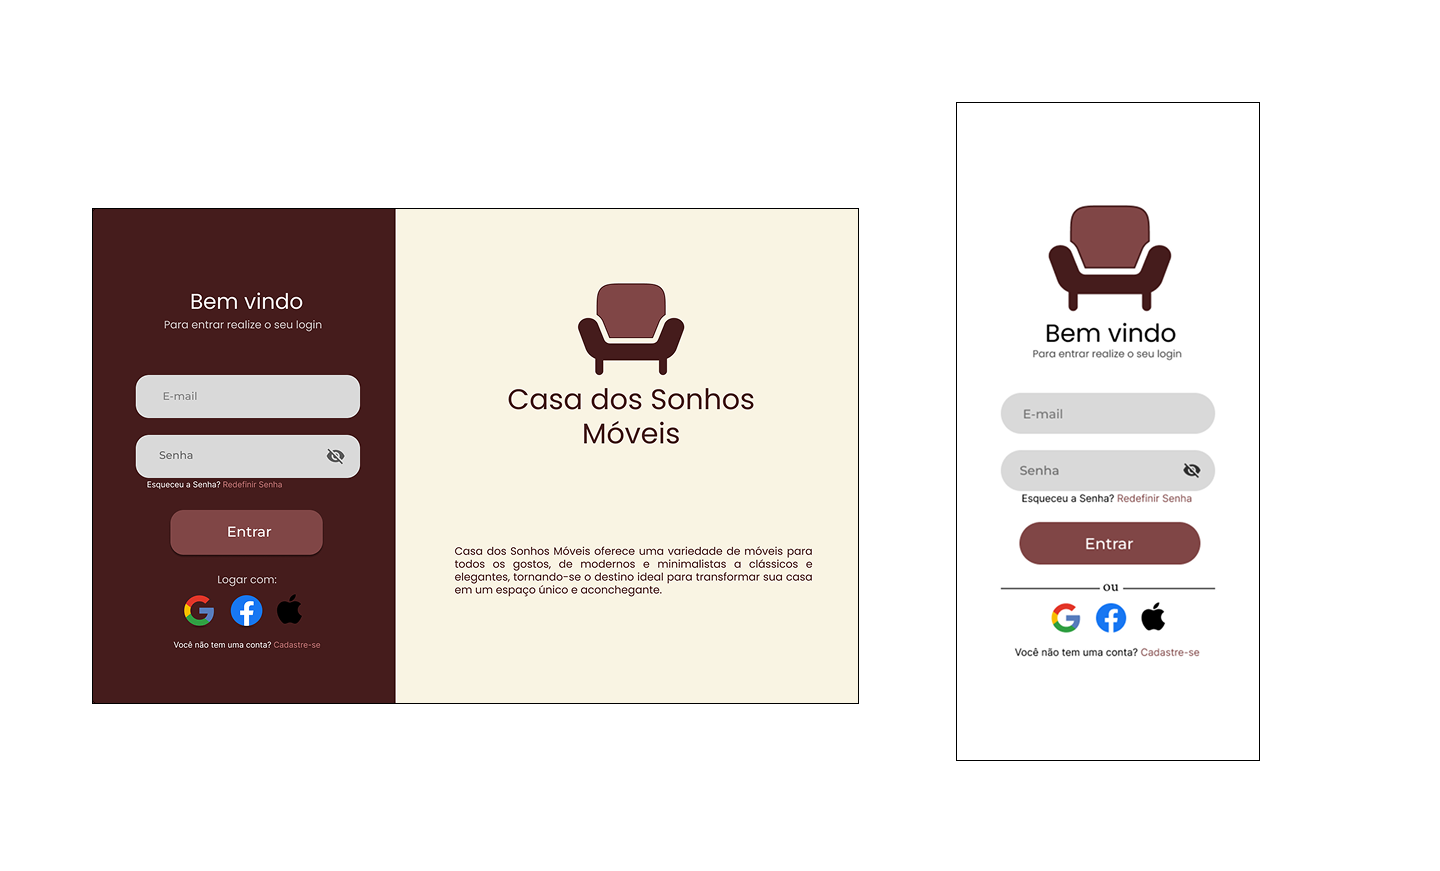 Bem vindo
Para entrar realize o seu login
E-mail
Senha
Esqueceu a Senha? Redefinir Senha
Entrar
Logar com:
Você não tem uma conta? Cadastre-se
Casa dos Sonhos
Móveis
Casa dos Sonhos Móveis oferece uma variedade de móveis para
todos os gostos, de modernos e minimalistas a clássicos e
elegantes, tornando-se o destino ideal para transformar sua casa
em um espaço único e aconchegante.
Bem vindo
Para entrar realize o seu login
E-mail
Senha
Esqueceu a Senha? Redefinir Senha
Entrar
ou
Você não tem uma conta? Cadastre-se